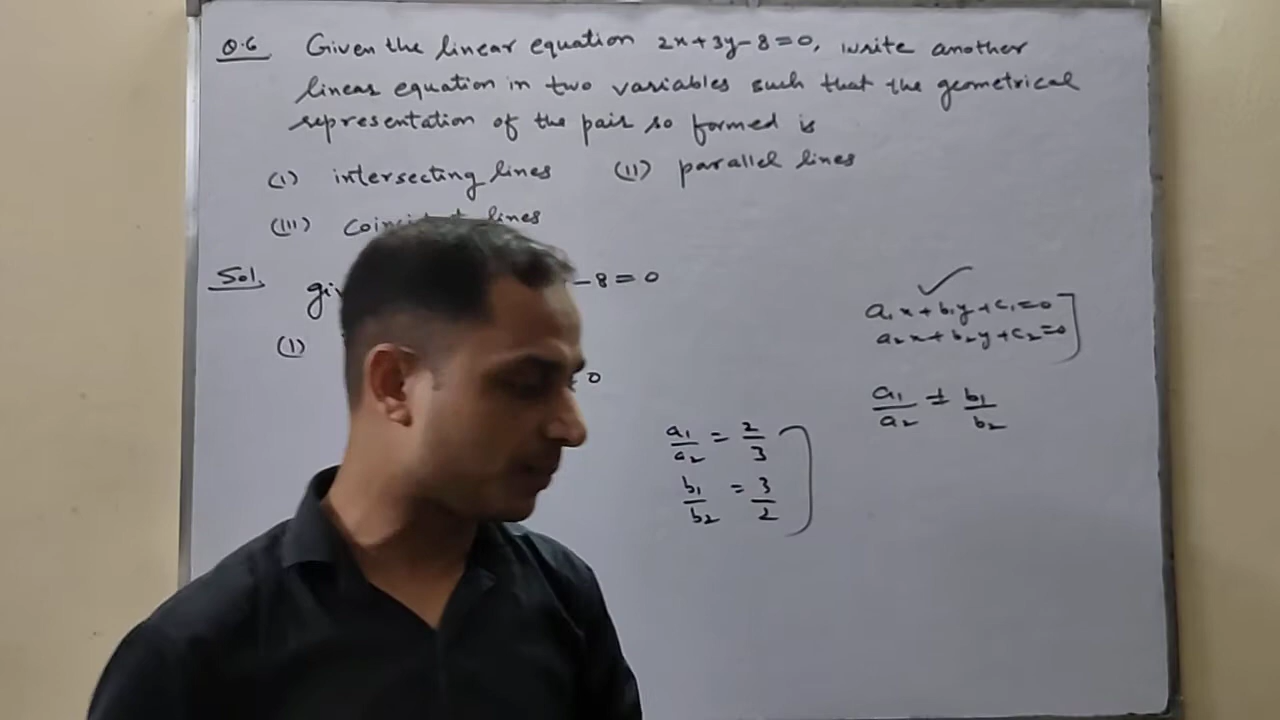 Q.6 Given the linear equation 2x+3y-8=0, write another
linear equation in two variables such that the geometrical
representation of the pair so formed is
(I) intersecting lines (II) parallel lines
(III) lines
Sol. -8=0
a₁x+b₁y+c₁=0
(I)
a₂x+b₂y+c₂=0
0
a₁/a₂ ≠ b₁/b₂
a₁/a₂ = 2/3
b₁/b₂ = 3/2